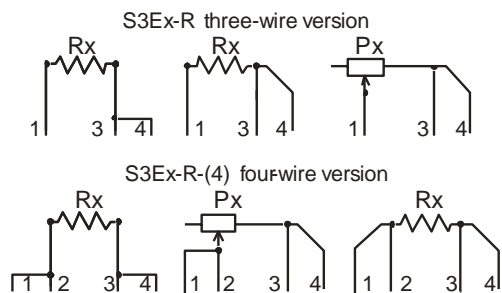 S3Ex-R three-wire version
Rx Rx Px
1 3 4 1 3 4 1 3 4
S3Ex-R-(4) four-wire version
Rx Px Rx
1 2 3 4 1 2 3 4 1 2 3 4